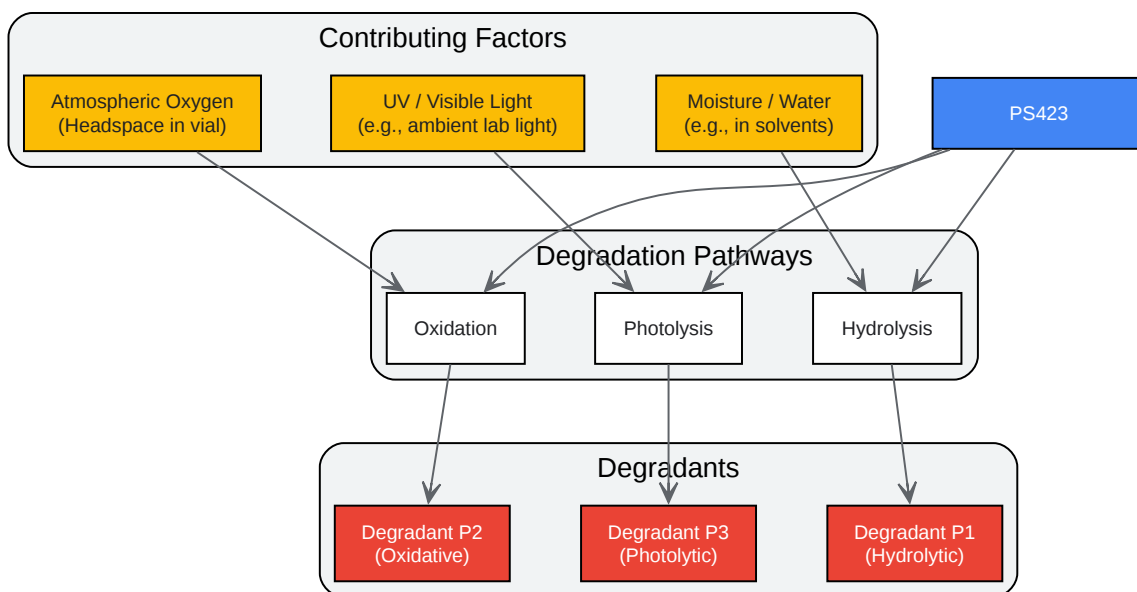 Contributing Factors
Atmospheric Oxygen
(Headspace in vial)
UV / Visible Light
(e.g., ambient lab light)
Moisture / Water
(e.g., in solvents)
PS423
Degradation Pathways
Oxidation
Photolysis
Hydrolysis
Degradants
Degradant P2
(Oxidative)
Degradant P3
(Photolytic)
Degradant P1
(Hydrolytic)